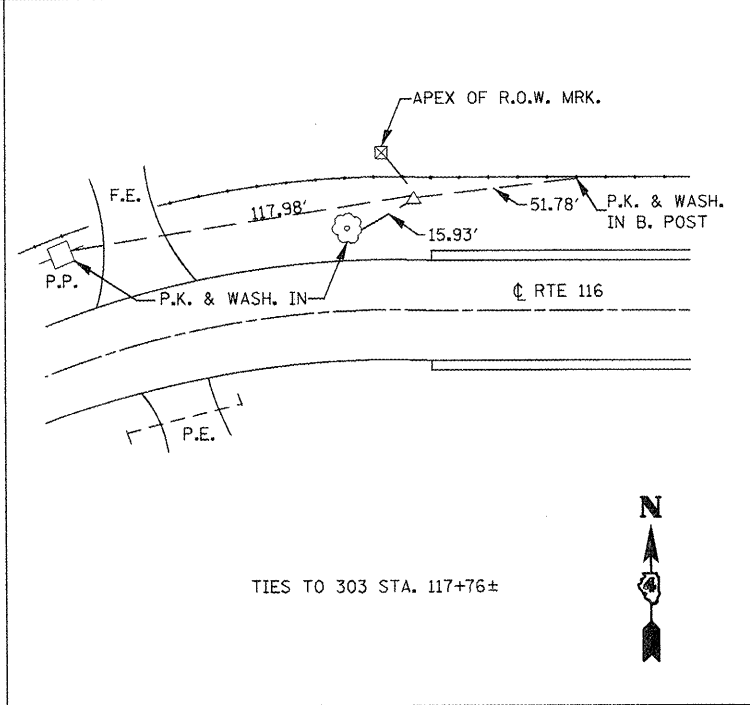 APEX OF R.O.W. MRK.
F.E.
117.98'
51.78'
P.K. & WASH.
IN B. POST
15.93'
P.P.
P.K. & WASH. IN
℄ RTE 116
P.E.
N
4
TIES TO 303 STA. 117+76±